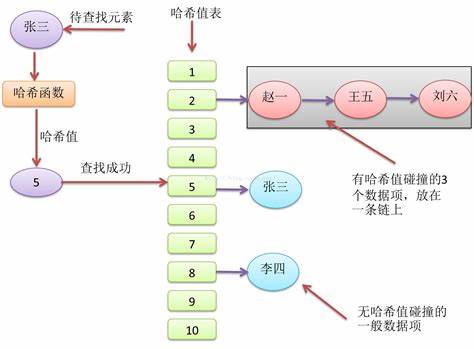 哈希值表
张三
待查找元素
哈希函数
哈希值
5
查找成功
1
2
3
4
5
6
7
8
9
10
赵一
王五
刘六
有哈希值碰撞的3
个数据项，放在
一条链上
张三
李四
无哈希值碰撞的一
般数据项